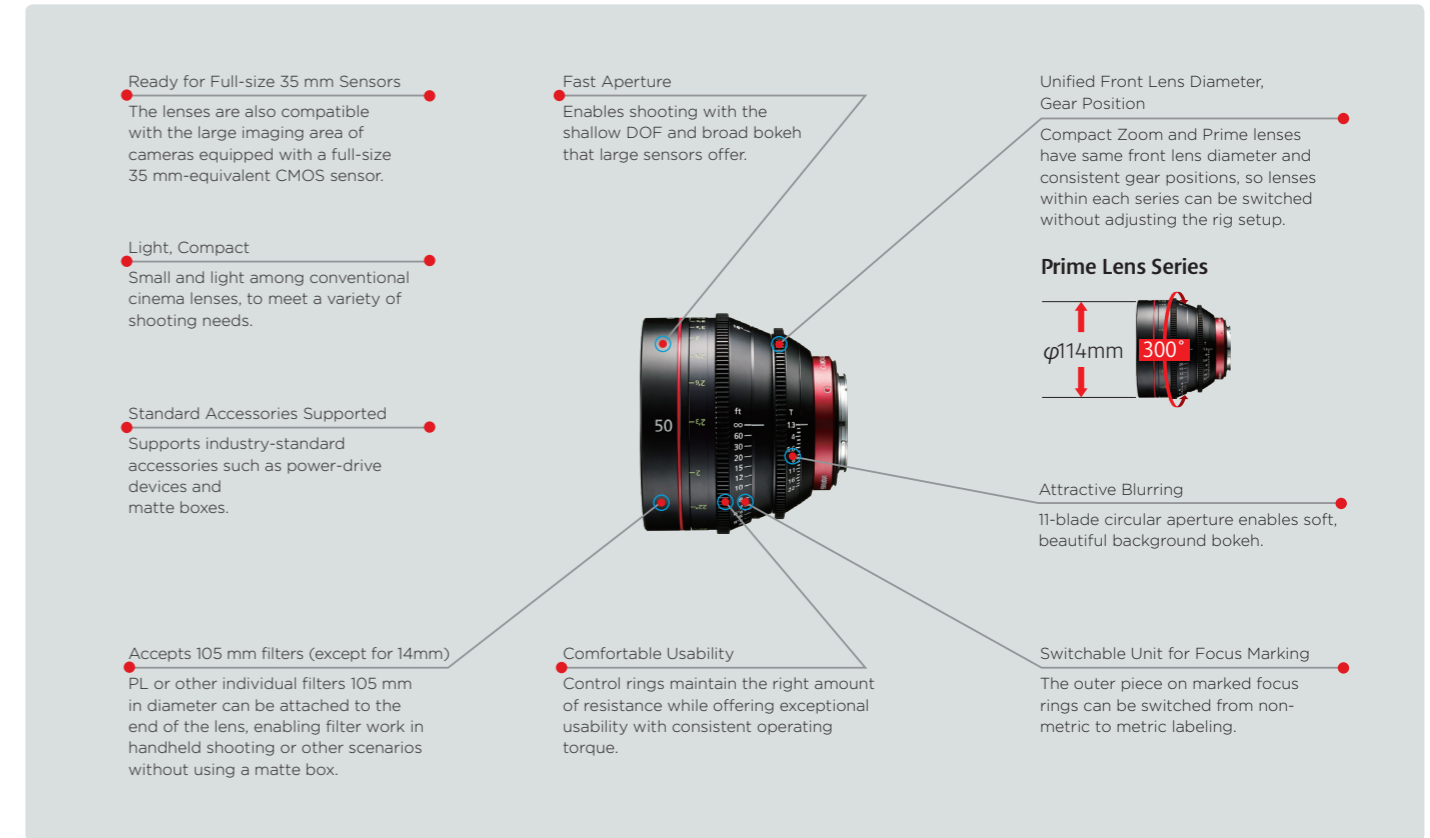 Ready for Full-size 35 mm Sensors
The lenses are also compatible
with the large imaging area of
cameras equipped with a full-size
35 mm-equivalent CMOS sensor.
Light, Compact
Small and light among conventional
cinema lenses, to meet a variety of
shooting needs.
Standard Accessories Supported
Supports industry-standard
accessories such as power-drive
devices and
matte boxes.
Accepts 105 mm filters (except for 14mm)
PL or other individual filters 105 mm
in diameter can be attached to the
end of the lens, enabling filter work in
handheld shooting or other scenarios
without using a matte box.
Fast Aperture
Enables shooting with the
shallow DOF and broad bokeh
that large sensors offer.
50
ft
∞
60
30
20
15
12
10
T
1.3
4
11
16
22
Comfortable Usability
Control rings maintain the right amount
of resistance while offering exceptional
usability with consistent operating
torque.
Unified Front Lens Diameter,
Gear Position
Compact Zoom and Prime lenses
have same front lens diameter and
consistent gear positions, so lenses
within each series can be switched
without adjusting the rig setup.
Prime Lens Series
φ114mm
300°
Attractive Blurring
11-blade circular aperture enables soft,
beautiful background bokeh.
Switchable Unit for Focus Marking
The outer piece on marked focus
rings can be switched from non-
metric to metric labeling.